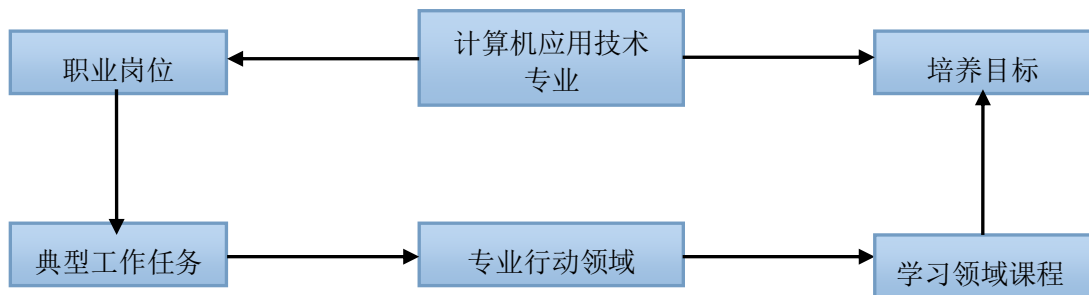 职业岗位
计算机应用技术
专业
培养目标
典型工作任务
专业行动领域
学习领域课程